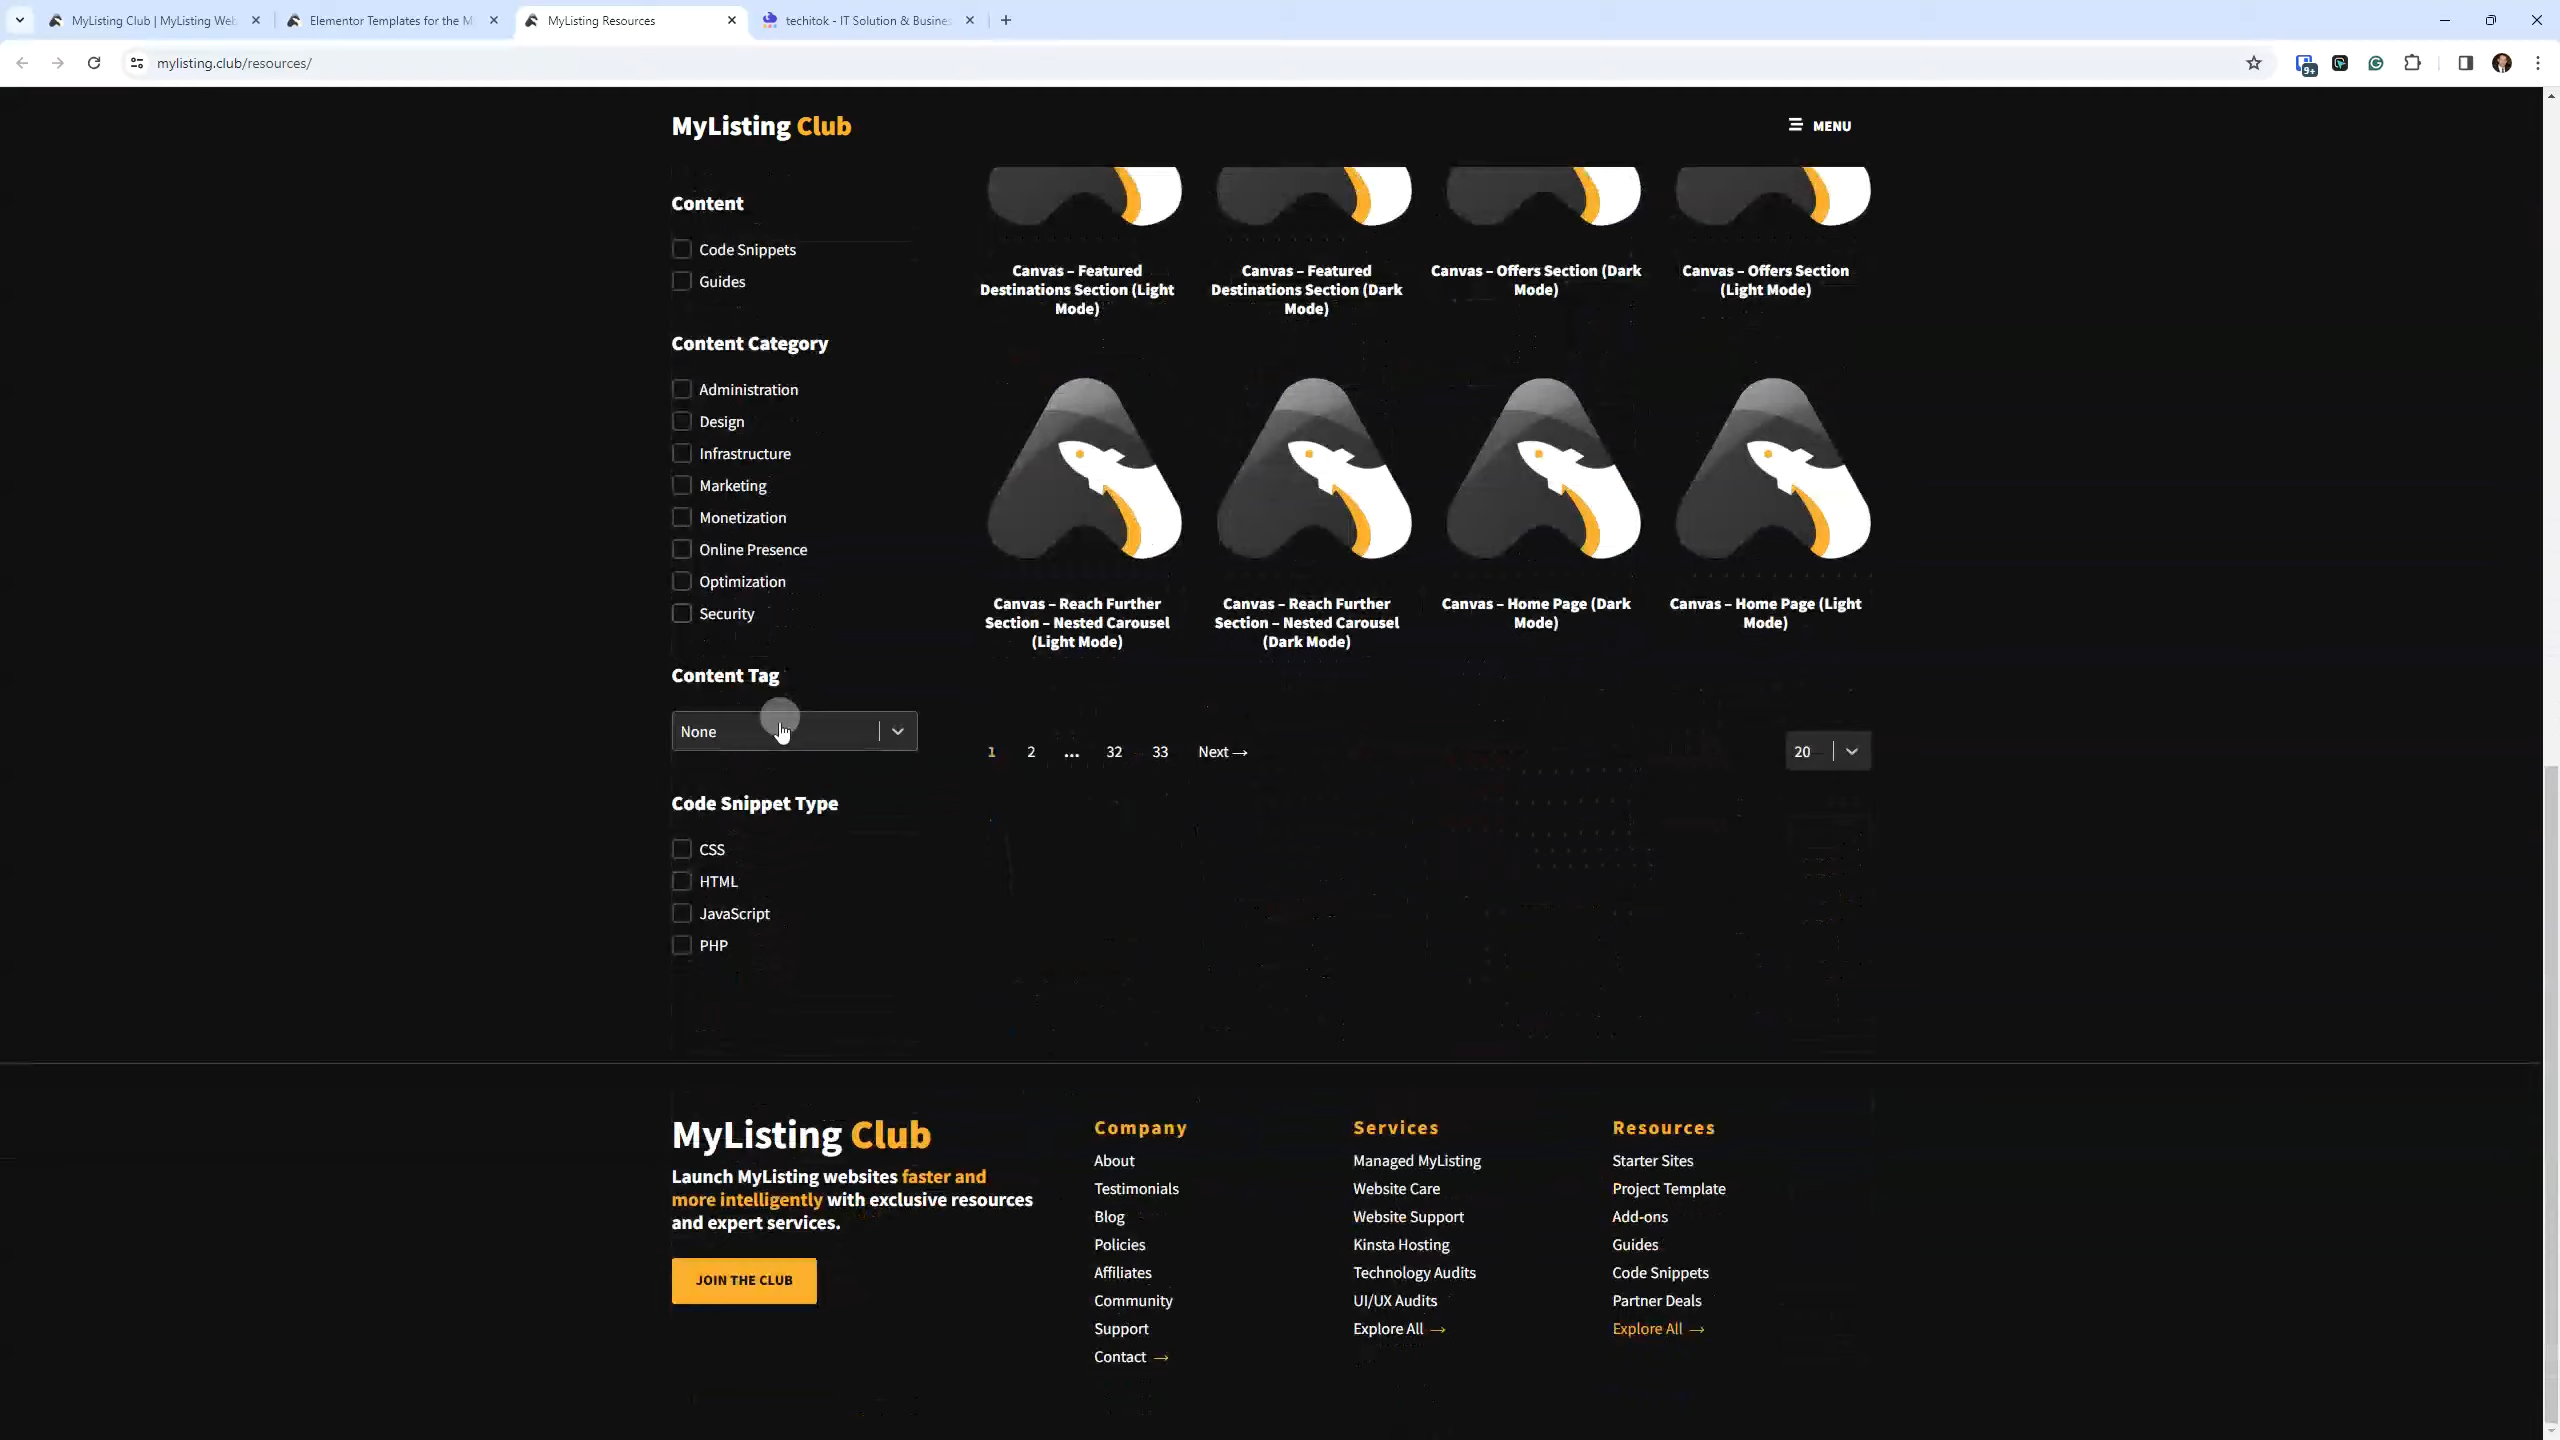 MyListing Club | MyListing Web
Elementor Templates for the M
MyListing Resources
techitok - IT Solution & Busine
mylisting.club/resources/
9+
MyListing Club
MENU
Content
Code Snippets
Guides
Content Category
Administration
Design
Infrastructure
Marketing
Monetization
Online Presence
Optimization
Security
Content Tag
None
Code Snippet Type
CSS
HTML
JavaScript
PHP
Canvas – Featured
Destinations Section (Light
Mode)
Canvas – Featured
Destinations Section (Dark
Mode)
Canvas – Offers Section (Dark
Mode)
Canvas – Offers Section
(Light Mode)
Canvas – Reach Further
Section – Nested Carousel
(Light Mode)
Canvas – Reach Further
Section – Nested Carousel
(Dark Mode)
Canvas – Home Page (Dark
Mode)
Canvas – Home Page (Light
Mode)
1 2 ... 32 33 Next →
20
MyListing Club
Launch MyListing websites faster and
more intelligently with exclusive resources
and expert services.
JOIN THE CLUB
Company
About
Testimonials
Blog
Policies
Affiliates
Community
Support
Contact →
Services
Managed MyListing
Website Care
Website Support
Kinsta Hosting
Technology Audits
UI/UX Audits
Explore All →
Resources
Starter Sites
Project Template
Add-ons
Guides
Code Snippets
Partner Deals
Explore All →